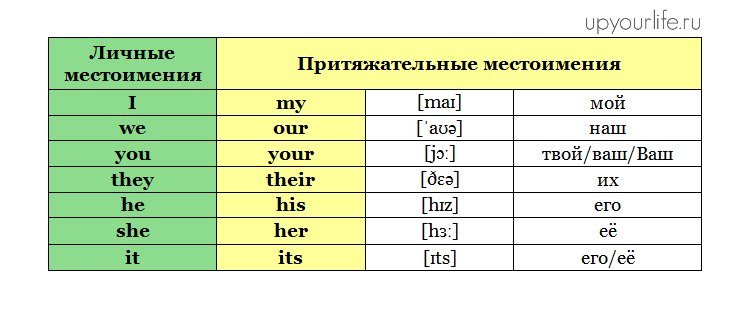 upyourlife.ru
Личные местоимения Притяжательные местоимения
I my [maɪ] мой
we our [ˈaʊə] наш
you your [jɔː] твой/ваш/Ваш
they their [ðɛə] их
he his [hɪz] его
she her [hɜː] её
it its [ɪts] его/её